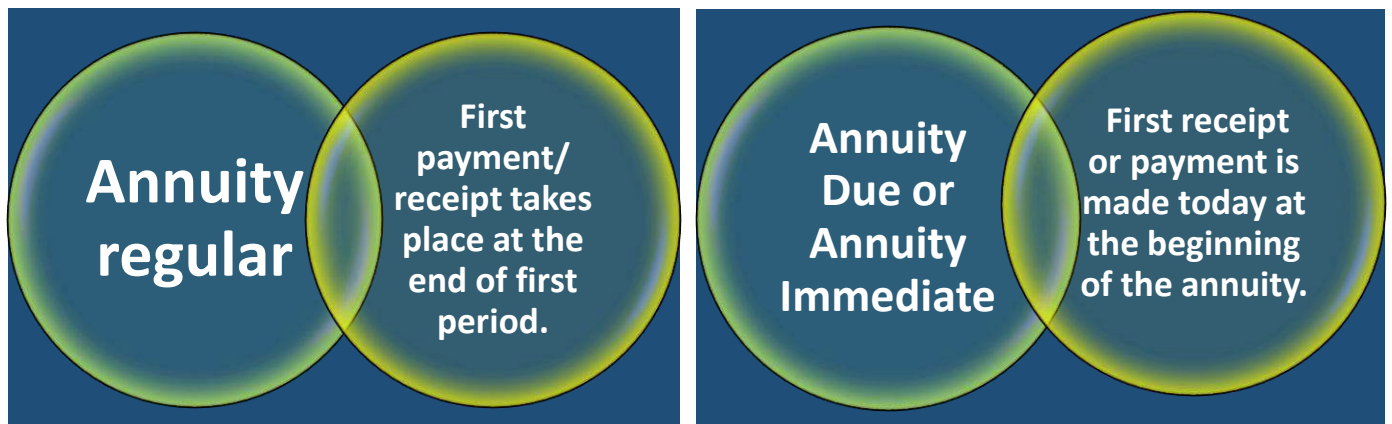 Annuity
regular
First
payment/
receipt takes
place at the
end of first
period.
Annuity
Due or
Annuity
Immediate
First receipt
or payment is
made today at
the beginning
of the annuity.